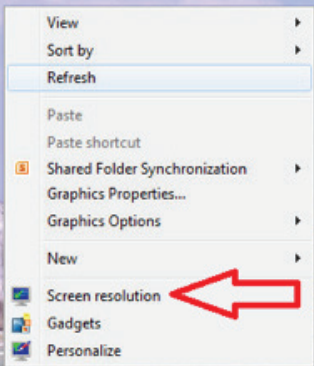 View
Sort by
Refresh
Paste
Paste shortcut
S Shared Folder Synchronization
Graphics Properties...
Graphics Options
New
Screen resolution
Gadgets
Personalize